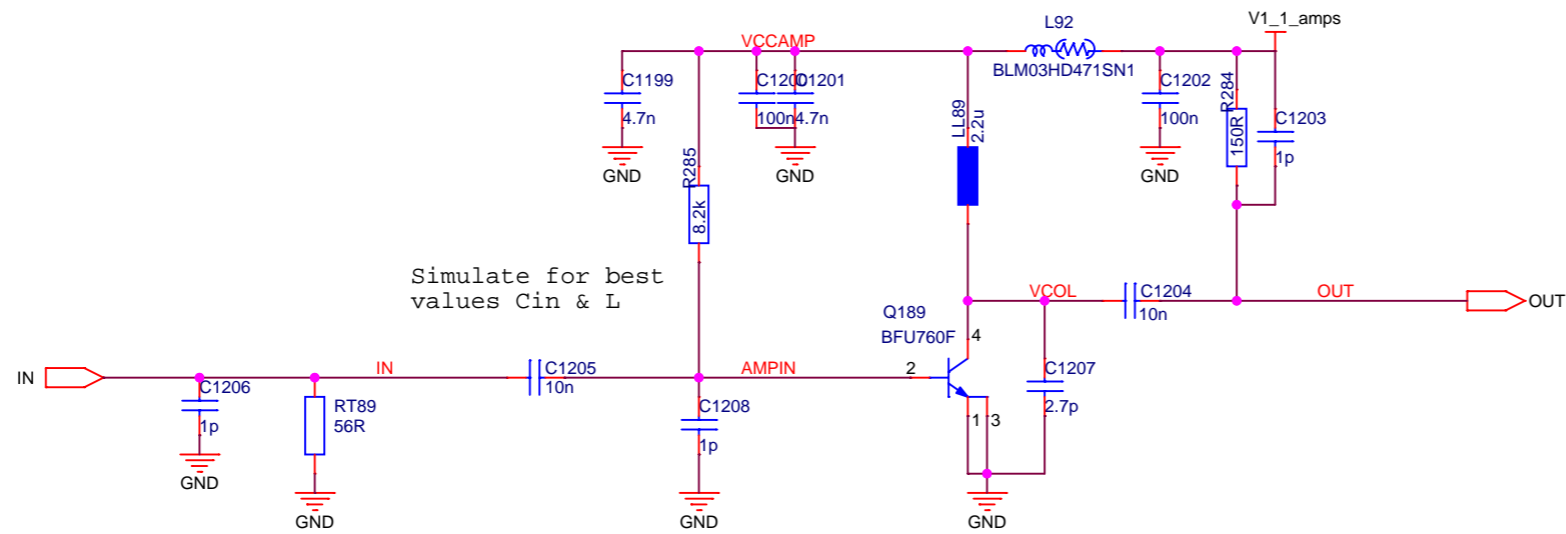 V1_1_amps
L92
VCCAMP
BLM03HD471SN1
C1199
4.7n
C1200
100n
C1201
4.7n
LL89
2.2u
C1202
100n
R284
150R
C1203
1p
GND
GND
GND
R285
8.2k
Simulate for best
values Cin & L
VCOL
C1204
10n
OUT
OUT
Q189
BFU760F
4
2
1
3
IN
IN
C1205
10n
AMPIN
C1206
1p
RT89
56R
C1208
1p
C1207
2.7p
GND
GND
GND
GND